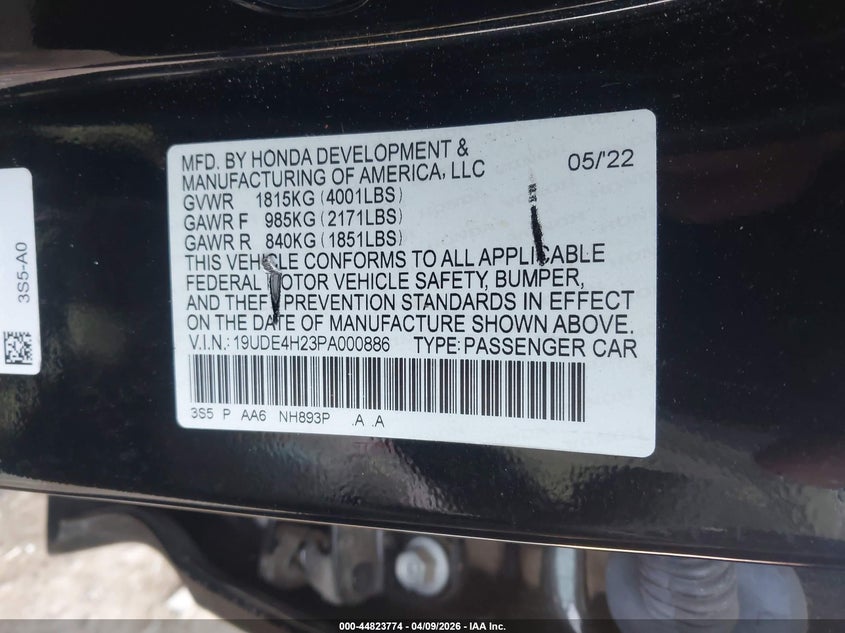 MFD. BY HONDA DEVELOPMENT & MANUFACTURING OF AMERICA, LLC 05/'22
GVWR 1815KG (4001LBS)
GAWR F 985KG (2171LBS)
GAWR R 840KG (1851LBS)
THIS VEHICLE CONFORMS TO ALL APPLICABLE
FEDERAL MOTOR VEHICLE SAFETY, BUMPER,
AND THEFT PREVENTION STANDARDS IN EFFECT
ON THE DATE OF MANUFACTURE SHOWN ABOVE.
V.I.N.: 19UDE4H23PA000886 TYPE: PASSENGER CAR
3S5 P AA6 NH893P .A .A
3S5-A0
000-44823774 - 04/09/2026 - IAA Inc.